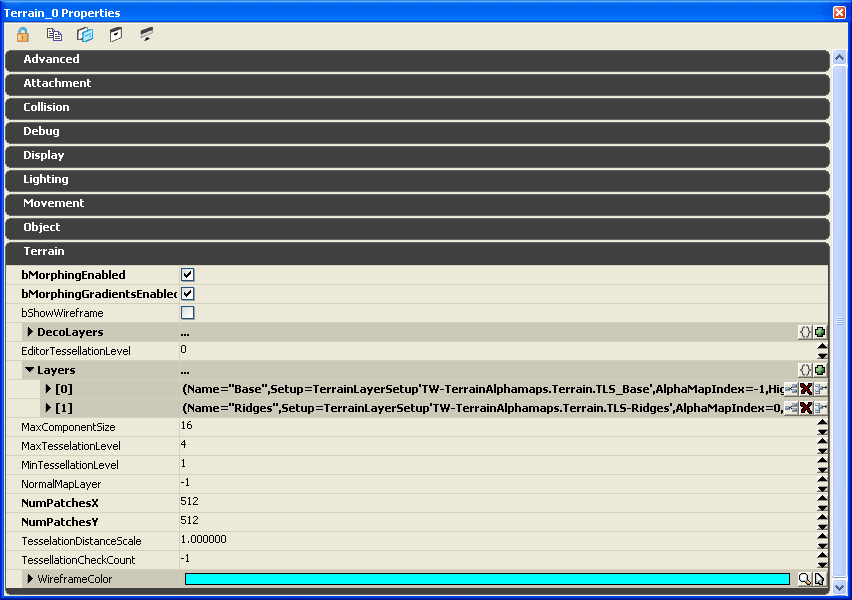 Terrain_0 Properties
Advanced
Attachment
Collision
Debug
Display
Lighting
Movement
Object
Terrain
bMorphingEnabled
bMorphingGradientsEnabled
bShowWireframe
DecoLayers ...
EditorTessellationLevel 0
Layers ...
[0] (Name="Base",Setup=TerrainLayerSetup'TW-TerrainAlphamaps.Terrain.TLS_Base',AlphaMapIndex=-1,Hig
[1] (Name="Ridges",Setup=TerrainLayerSetup'TW-TerrainAlphamaps.Terrain.TLS-Ridges',AlphaMapIndex=0,
MaxComponentSize 16
MaxTesselationLevel 4
MinTessellationLevel 1
NormalMapLayer -1
NumPatchesX 512
NumPatchesY 512
TesselationDistanceScale 1.000000
TessellationCheckCount -1
WireframeColor